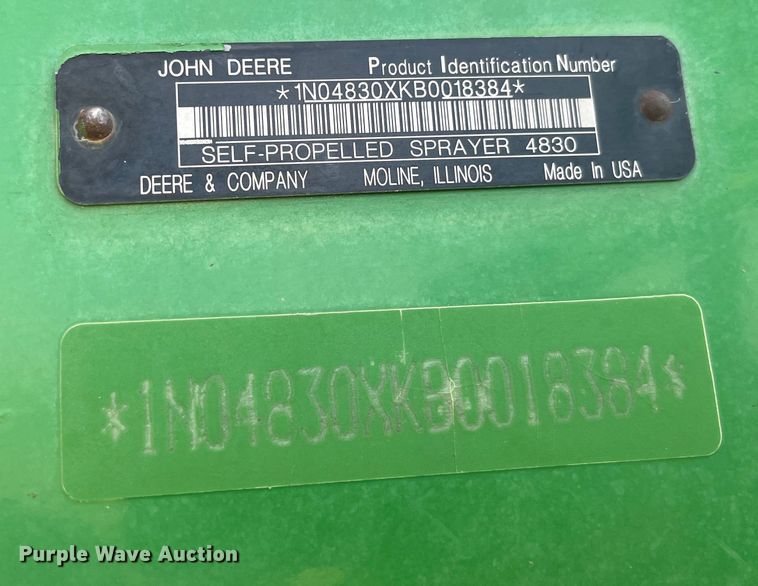 JOHN DEERE Product Identification Number
*1N04830XKB0018384*
SELF-PROPELLED SPRAYER 4830
DEERE & COMPANY MOLINE, ILLINOIS Made In USA
*1N04830XKB0018384*
Purple Wave Auction